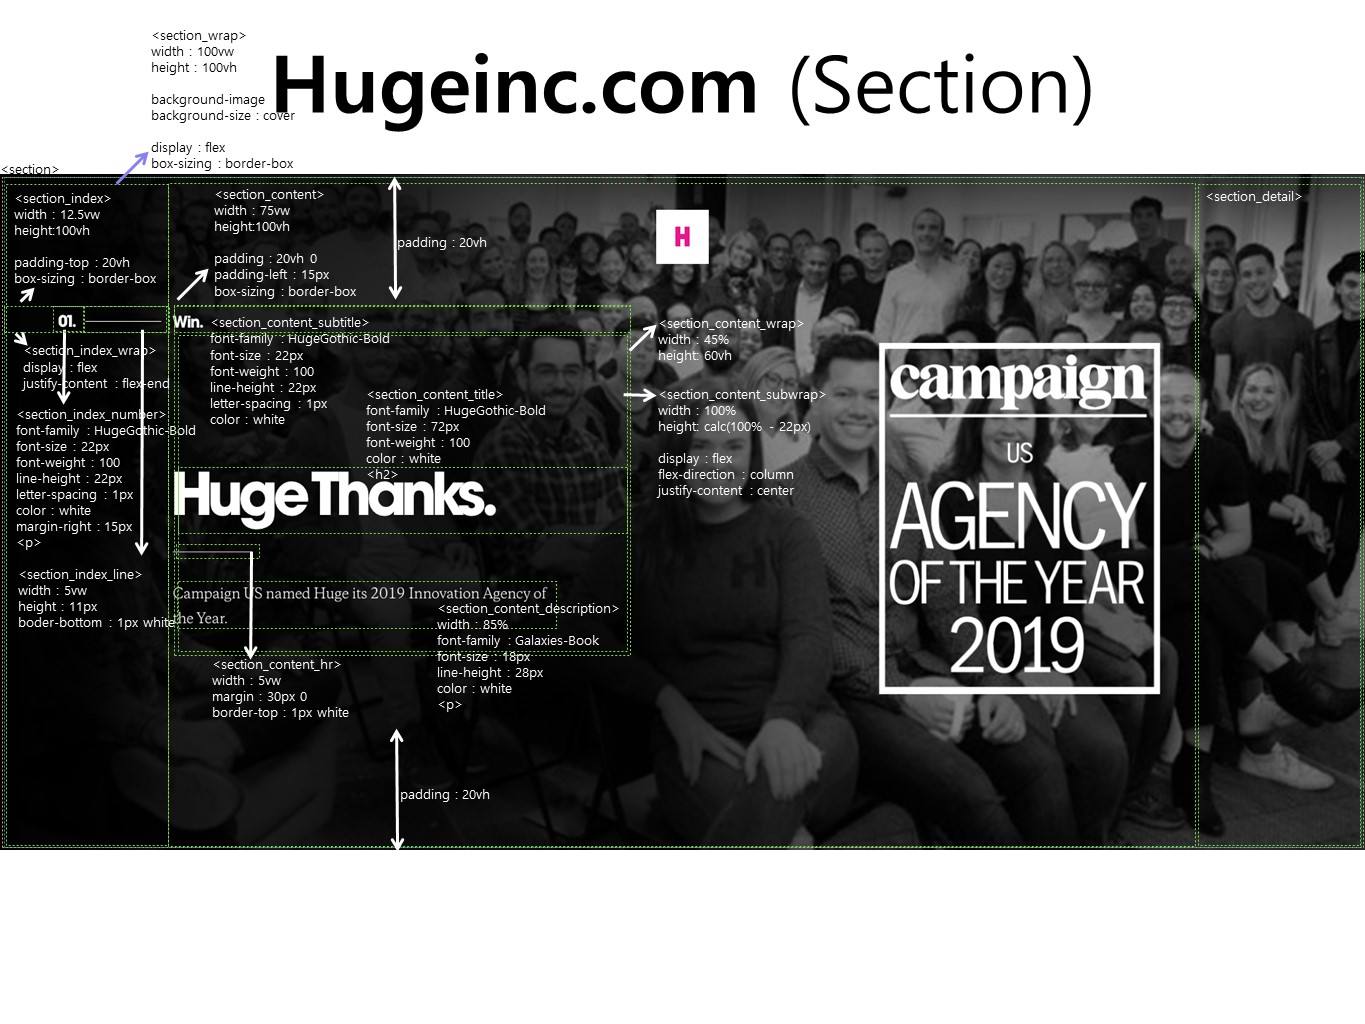 Hugeinc.com (Section)
<section_wrap>
width : 100vw
height : 100vh
background-image
background-size : cover
display : flex
box-sizing : border-box
<section>
<section_index>
width : 12.5vw
height:100vh
padding-top : 20vh
box-sizing : border-box
<section_content>
width : 75vw
height:100vh
padding : 20vh 0
padding-left : 15px
box-sizing : border-box
padding : 20vh
H
<section_detail>
01.
<section_index_wrap>
display : flex
justify-content : flex-end
<section_index_number>
font-family : HugeGothic-Bold
font-size : 22px
font-weight : 100
line-height : 22px
letter-spacing : 1px
color : white
margin-right : 15px
<p>
<section_index_line>
width : 5vw
height : 11px
boder-bottom : 1px white
Win.
<section_content_subtitle>
font-family : HugeGothic-Bold
font-size : 22px
font-weight : 100
line-height : 22px
letter-spacing : 1px
color : white
<section_content_title>
font-family : HugeGothic-Bold
font-size : 72px
font-weight : 100
color : white
<h2>
Huge Thanks.
<section_content_wrap>
width : 45%
height: 60vh
<section_content_subwrap>
width : 100%
height: calc(100% - 22px)
display : flex
flex-direction : column
justify-content : center
Campaign US named Huge its 2019 Innovation Agency of
the Year.
<section_content_description>
width : 85%
font-family : Galaxies-Book
font-size : 18px
line-height : 28px
color : white
<p>
<section_content_hr>
width : 5vw
margin : 30px 0
border-top : 1px white
padding : 20vh
campaign
US
AGENCY
OF THE YEAR
2019